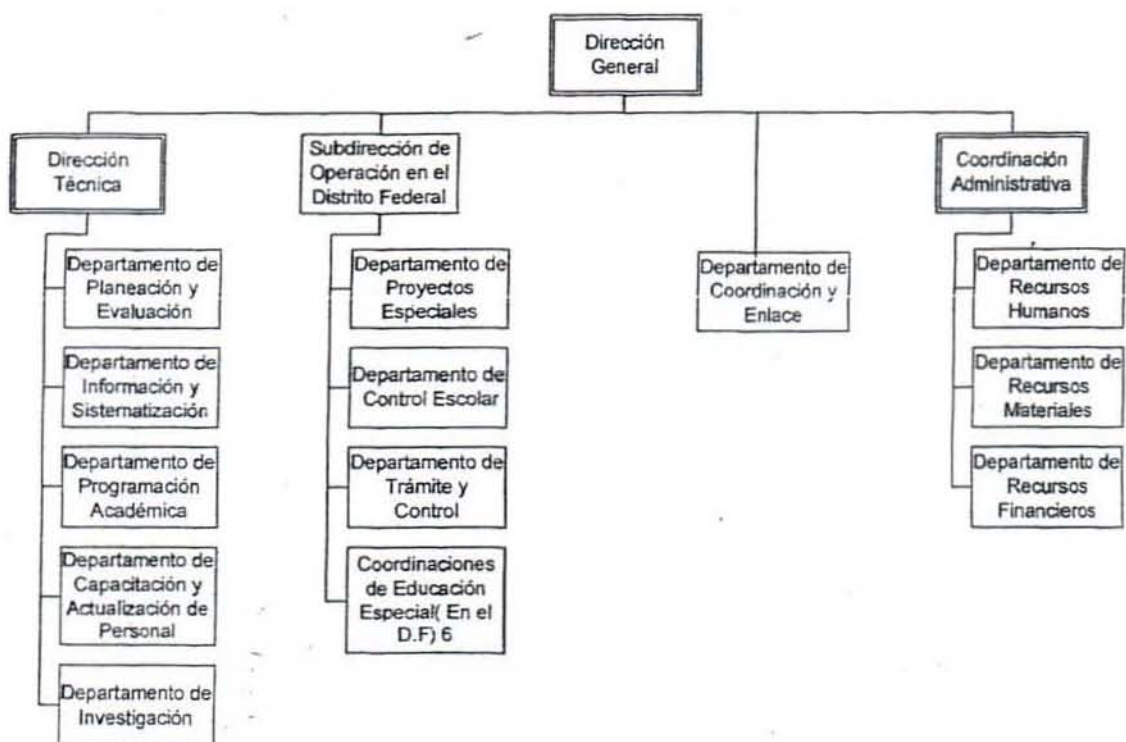 Dirección
General
Dirección
Técnica
Departamento de
Planeación y
Evaluación
Departamento de
Información y
Sistematización
Departamento de
Programación
Académica
Departamento de
Capacitación y
Actualización de
Personal
Departamento de
Investigación
Subdirección de
Operación en el
Distrito Federal
Departamento de
Proyectos
Especiales
Departamento de
Control Escolar
Departamento de
Trámite y
Control
Coordinaciones
de Educación
Especial( En el
D.F) 6
Departamento de
Coordinación y
Enlace
Coordinación
Administrativa
Departamento de
Recursos
Humanos
Departamento de
Recursos
Materiales
Departamento de
Recursos
Financieros